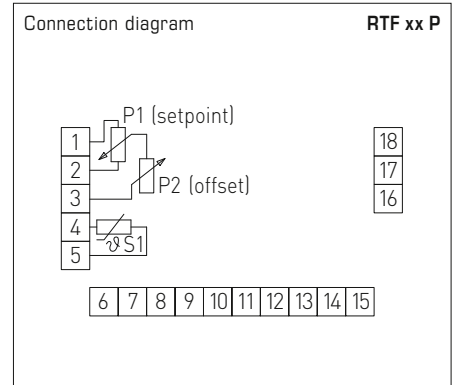 Connection diagram RTF xx P
P1 (setpoint)
1
2
3
4
5
P2 (offset)
ϑ S1
18
17
16
6 7 8 9 10 11 12 13 14 15